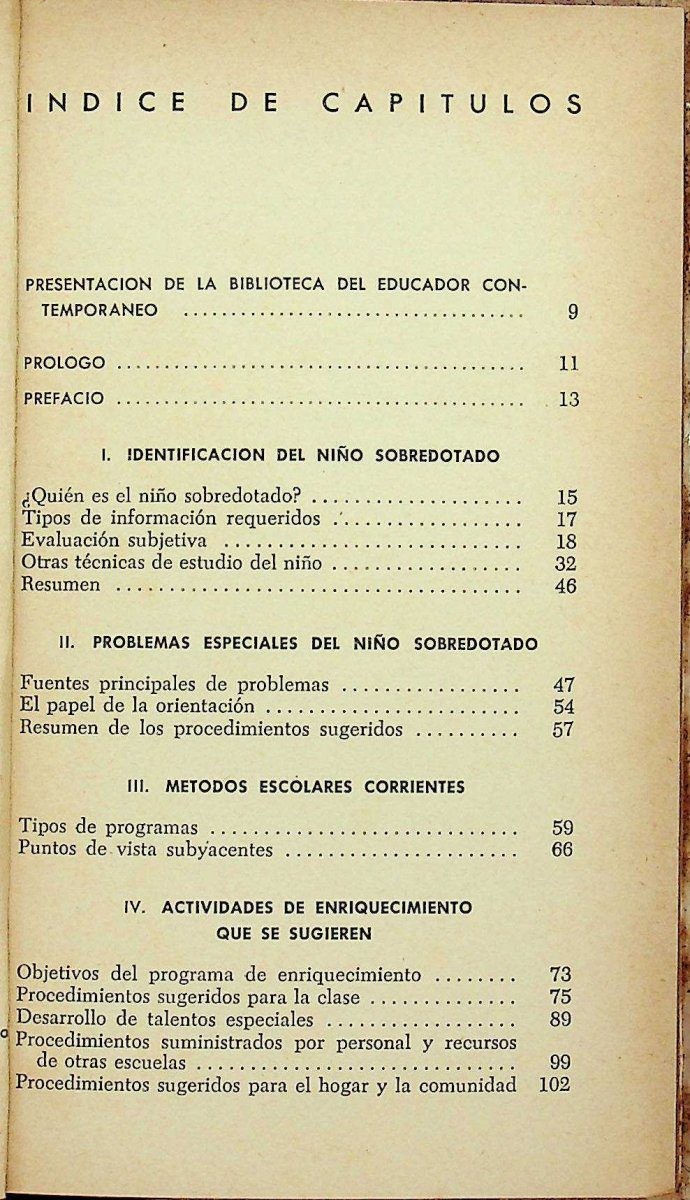 INDICE DE CAPITULOS
PRESENTACION DE LA BIBLIOTECA DEL EDUCADOR CON-
TEMPORANEO .................................. 9
PROLOGO .......................................... 11
PREFACIO .......................................... 13
I. IDENTIFICACION DEL NIÑO SOBREDOTADO
¿Quién es el niño sobredotado? .................... 15
Tipos de información requeridos .................. 17
Evaluación subjetiva ............................ 18
Otras técnicas de estudio del niño .................. 32
Resumen ...................................... 46
II. PROBLEMAS ESPECIALES DEL NIÑO SOBREDOTADO
Fuentes principales de problemas ................. 47
El papel de la orientación ........................ 54
Resumen de los procedimientos sugeridos .......... 57
III. METODOS ESCOLARES CORRIENTES
Tipos de programas ............................. 59
Puntos de vista subyacentes ...................... 66
IV. ACTIVIDADES DE ENRIQUECIMIENTO
QUE SE SUGIEREN
Objetivos del programa de enriquecimiento ........ 73
Procedimientos sugeridos para la clase .............. 75
Desarrollo de talentos especiales .................. 89
Procedimientos suministrados por personal y recursos
de otras escuelas .............................. 99
Procedimientos sugeridos para el hogar y la comunidad 102